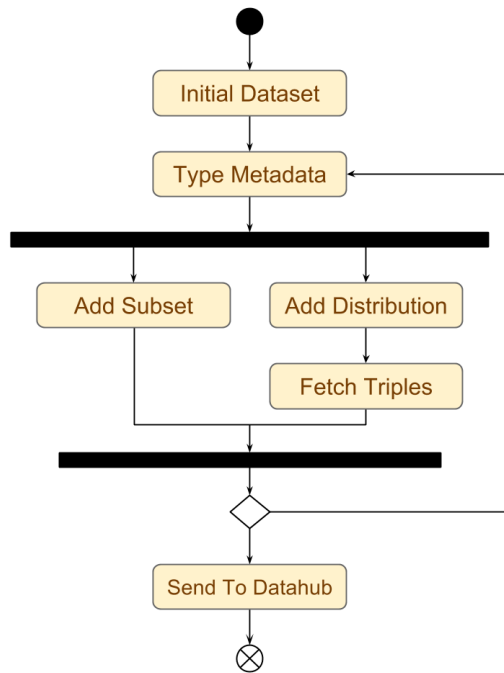 Initial Dataset
Type Metadata
Add Subset
Add Distribution
Fetch Triples
Send To Datahub